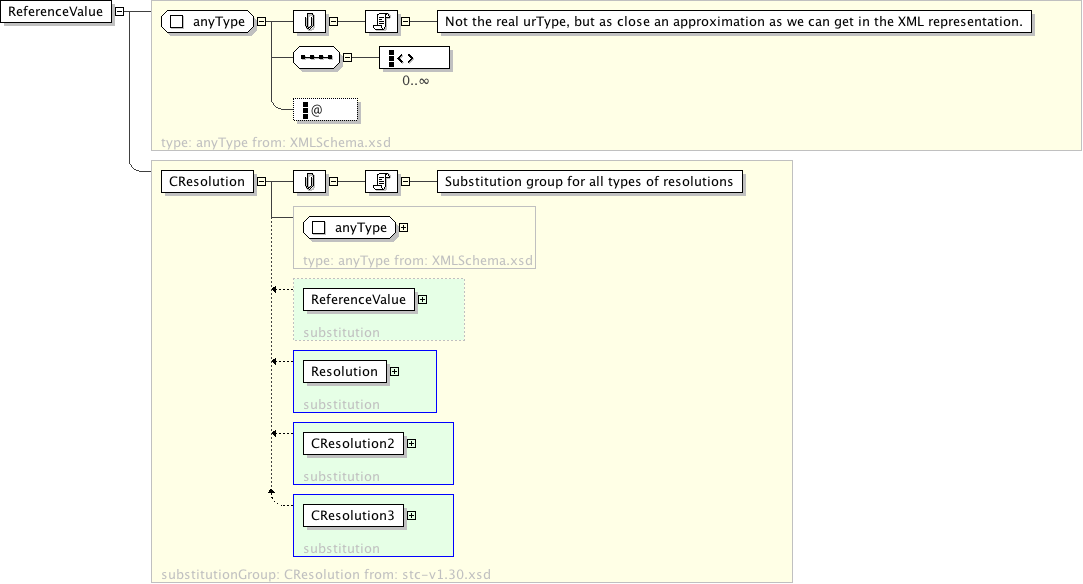 ReferenceValue
anyType
Not the real urType, but as close an approximation as we can get in the XML representation.
0..∞
@
type: anyType from: XMLSchema.xsd
CResolution
Substitution group for all types of resolutions
anyType
type: anyType from: XMLSchema.xsd
ReferenceValue
substitution
Resolution
substitution
CResolution2
substitution
CResolution3
substitution
substitutionGroup: CResolution from: stc-v1.30.xsd